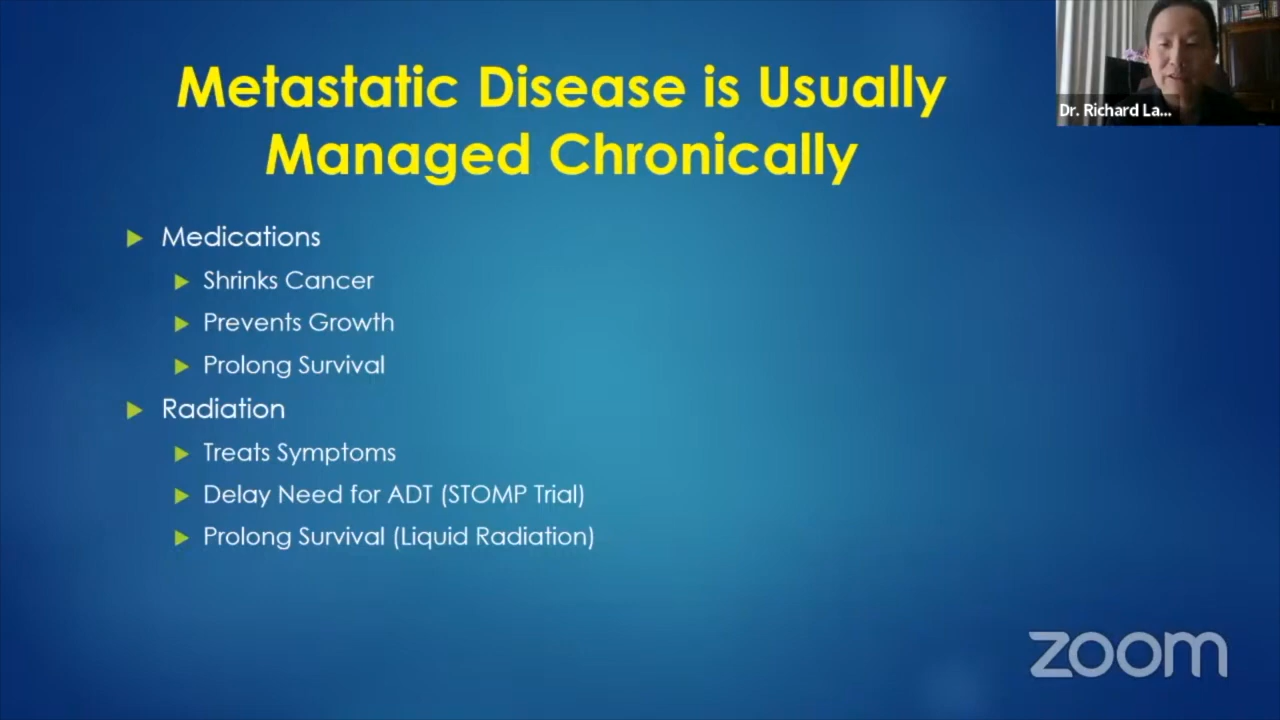 Metastatic Disease is Usually
Managed Chronically
Dr. Richard La...
Medications
Shrinks Cancer
Prevents Growth
Prolong Survival
Radiation
Treats Symptoms
Delay Need for ADT (STOMP Trial)
Prolong Survival (Liquid Radiation)
zoom